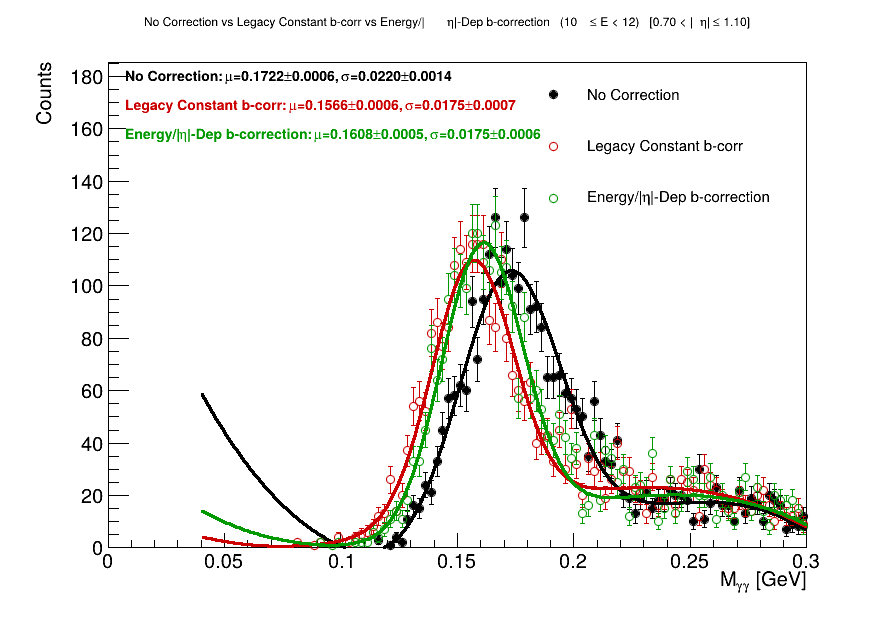 No Correction vs Legacy Constant b-corr vs Energy/| η|-Dep b-correction (10 ≤ E < 12) [0.70 < | η| ≤ 1.10]
Counts
180
160
140
120
100
80
60
40
20
0
No Correction: μ=0.1722±0.0006, σ=0.0220±0.0014
Legacy Constant b-corr: μ=0.1566±0.0006, σ=0.0175±0.0007
Energy/|η|-Dep b-correction: μ=0.1608±0.0005, σ=0.0175±0.0006
No Correction
Legacy Constant b-corr
Energy/|η|-Dep b-correction
0 0.05 0.1 0.15 0.2 0.25 0.3
Mγγ [GeV]